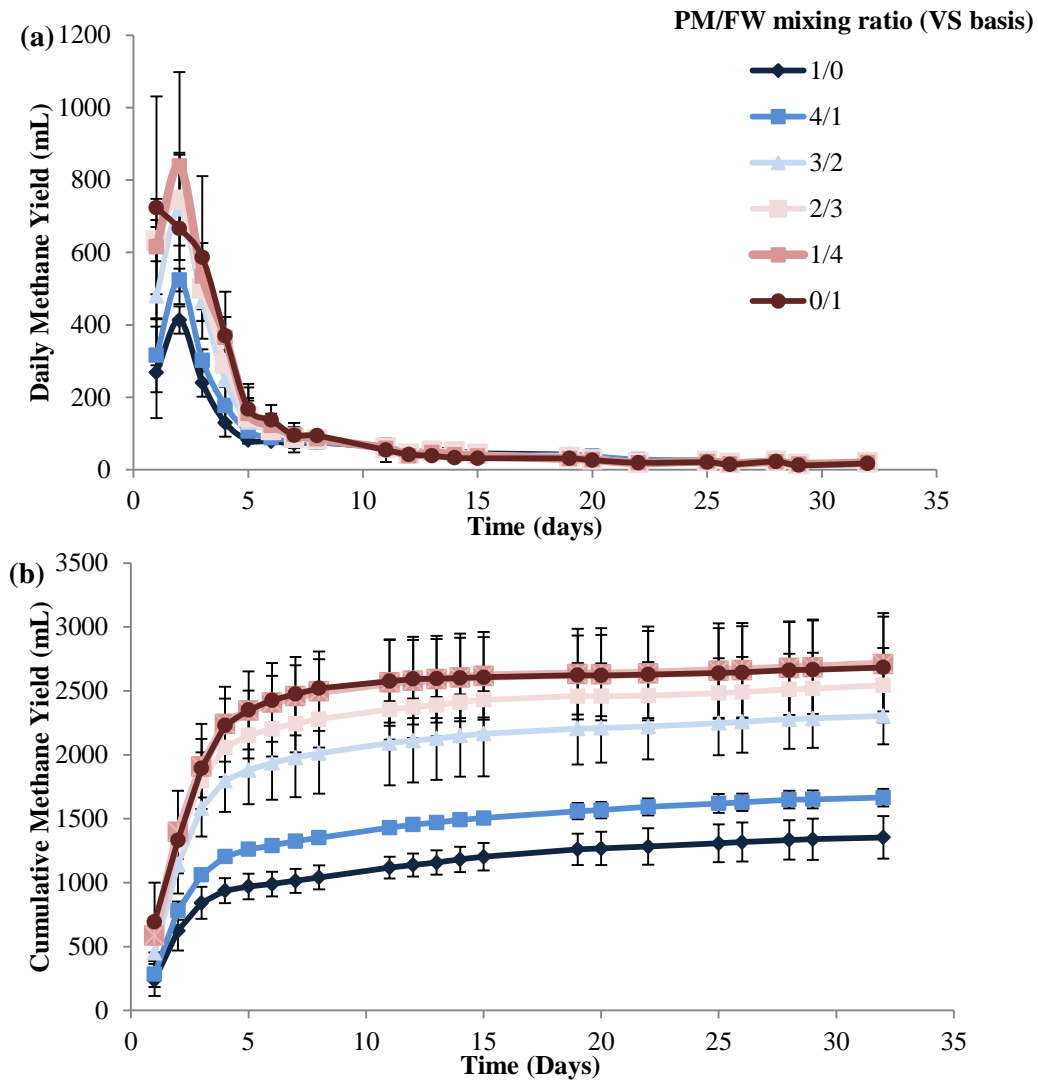 (a)
PM/FW mixing ratio (VS basis)
1/0
4/1
3/2
2/3
1/4
0/1
Daily Methane Yield (mL)
1200
1000
800
600
400
200
0
0 5 10 15 20 25 30 35
Time (days)
(b)
Cumulative Methane Yield (mL)
3500
3000
2500
2000
1500
1000
500
0
0 5 10 15 20 25 30 35
Time (Days)